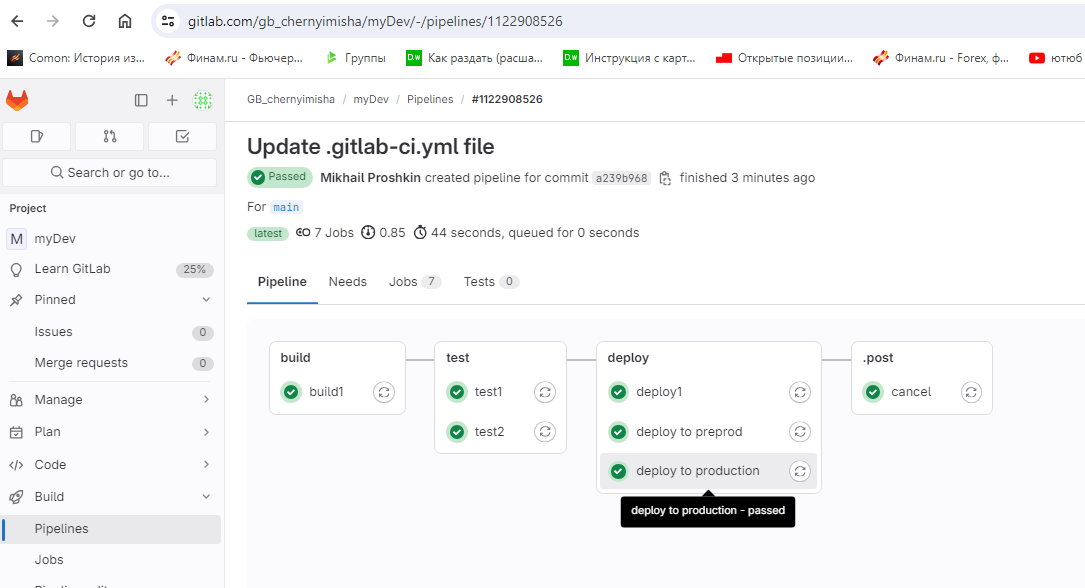 gitlab.com/gb_chernyimisha/myDev/-/pipelines/1122908526
Comon: История из... Финам.ru - Фьючер... Группы Как раздать (расша... Инструкция с карт... Открытые позиции... Финам.ru - Forex, ф... ютюб
GB_chernyimisha / myDev / Pipelines / #1122908526
Search or go to...
Project
M myDev
Learn GitLab 25%
Pinned
Issues 0
Merge requests 0
Manage
Plan
Code
Build
Pipelines
Jobs
Update .gitlab-ci.yml file
Passed Mikhail Proshkin created pipeline for commit a239b968 finished 3 minutes ago
For main
latest 7 Jobs 0.85 44 seconds, queued for 0 seconds
Pipeline Needs Jobs 7 Tests 0
build
build1
test
test1
test2
deploy
deploy1
deploy to preprod
deploy to production
deploy to production - passed
.post
cancel